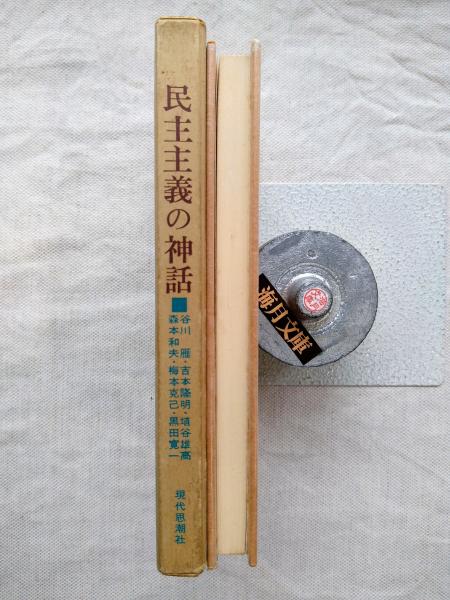 民主主義の神話
谷川 雁・吉本隆明・埴谷雄高
森本和夫・梅本克己・黒田寛一
現代思潮社
海月文庫